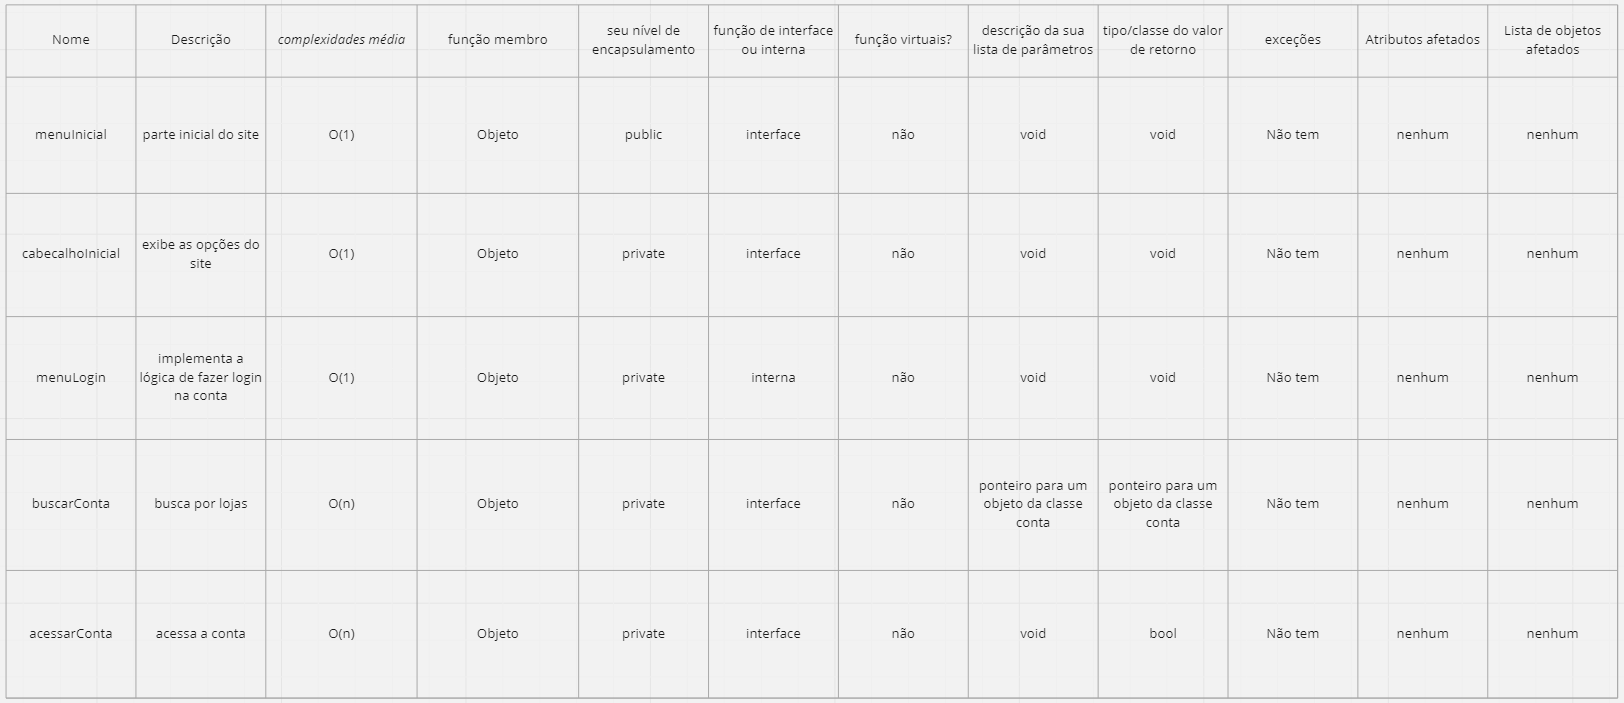 Nome
Descrição
complexidades média
função membro
seu nível de
encapsulamento
função de interface
ou interna
função virtuais?
descrição da sua
lista de parâmetros
tipo/classe do valor
de retorno
exceções
Atributos afetados
Lista de objetos
afetados
menuInicial
parte inicial do site
O(1)
Objeto
public
interface
não
void
void
Não tem
nenhum
nenhum
cabecalhoInicial
exibe as opções do
site
O(1)
Objeto
private
interface
não
void
void
Não tem
nenhum
nenhum
menuLogin
implementa a
lógica de fazer login
na conta
O(1)
Objeto
private
interna
não
void
void
Não tem
nenhum
nenhum
buscarConta
busca por lojas
O(n)
Objeto
private
interface
não
ponteiro para um
objeto da classe
conta
ponteiro para um
objeto da classe
conta
Não tem
nenhum
nenhum
acessarConta
acessa a conta
O(n)
Objeto
private
interface
não
void
bool
Não tem
nenhum
nenhum